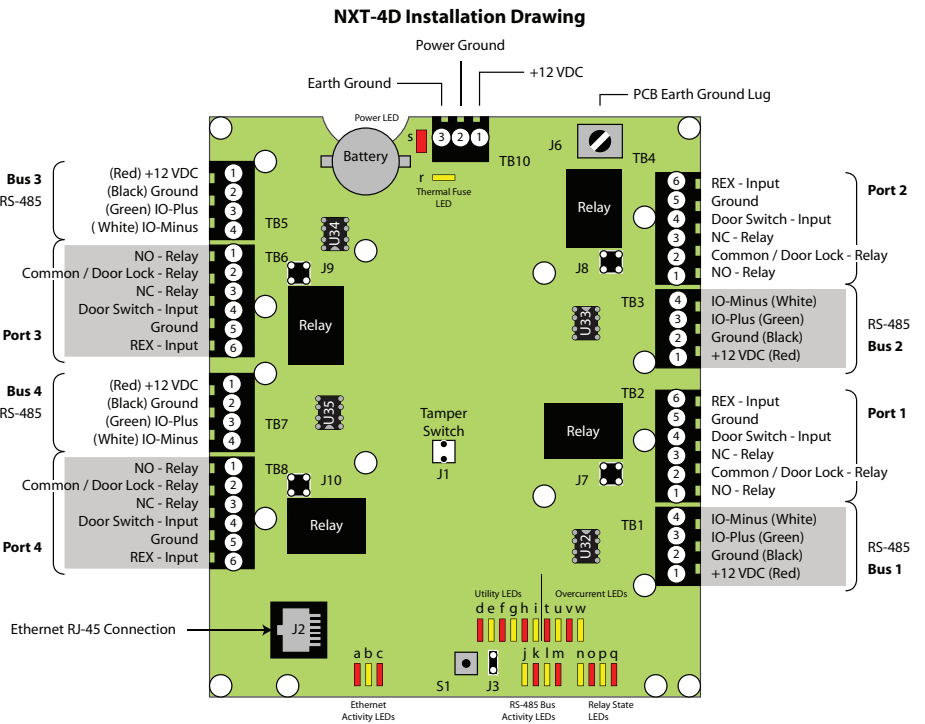 NXT-4D Installation Drawing
Power Ground
Earth Ground
+12 VDC
PCB Earth Ground Lug
Power LED
s
3 2 1
TB10
J6
Battery
r
Thermal Fuse
LED
Bus 3
RS-485
(Red) +12 VDC
(Black) Ground
(Green) IO-Plus
( White) IO-Minus
1
2
3
4
TB5
U34
Port 3
NO - Relay
Common / Door Lock - Relay
NC - Relay
Door Switch - Input
Ground
REX - Input
1
2
3
4
5
6
TB6
J9
Relay
Bus 4
RS-485
(Red) +12 VDC
(Black) Ground
(Green) IO-Plus
(White) IO-Minus
1
2
3
4
TB7
U35
Port 4
NO - Relay
Common / Door Lock - Relay
NC - Relay
Door Switch - Input
Ground
REX - Input
1
2
3
4
5
6
TB8
J10
Relay
Tamper
Switch
J1
TB4
Relay
J8
6
5
4
3
2
1
REX - Input
Ground
Door Switch - Input
NC - Relay
Common / Door Lock - Relay
NO - Relay
Port 2
TB3
U33
4
3
2
1
IO-Minus (White)
IO-Plus (Green)
Ground (Black)
+12 VDC (Red)
RS-485
Bus 2
TB2
Relay
J7
6
5
4
3
2
1
REX - Input
Ground
Door Switch - Input
NC - Relay
Common / Door Lock - Relay
NO - Relay
Port 1
TB1
U32
4
3
2
1
IO-Minus (White)
IO-Plus (Green)
Ground (Black)
+12 VDC (Red)
RS-485
Bus 1
Ethernet RJ-45 Connection
J2
Utility LEDs
Overcurrent LEDs
d e f g h i t u v w
a b c
S1
J3
j k l m
n o p q
Ethernet
Activity LEDs
RS-485 Bus
Activity LEDs
Relay State
LEDs